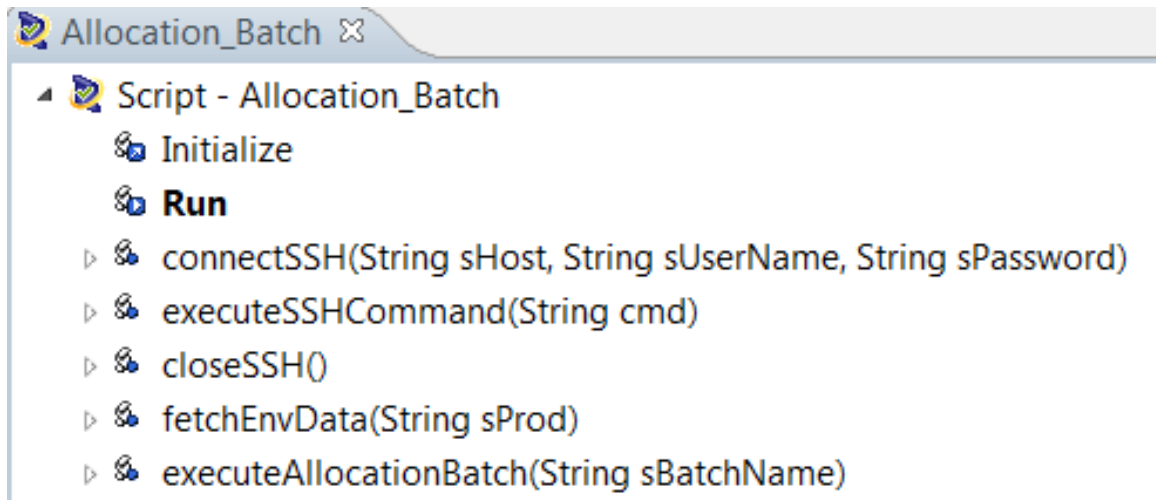 Allocation_Batch
Script - Allocation_Batch
Initialize
Run
connectSSH(String sHost, String sUserName, String sPassword)
executeSSHCommand(String cmd)
closeSSH()
fetchEnvData(String sProd)
executeAllocationBatch(String sBatchName)